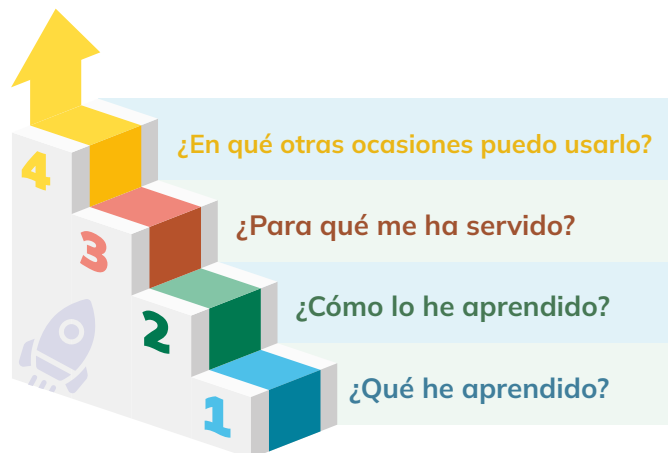 4 ¿En qué otras ocasiones puedo usarlo?
3 ¿Para qué me ha servido?
2 ¿Cómo lo he aprendido?
1 ¿Qué he aprendido?